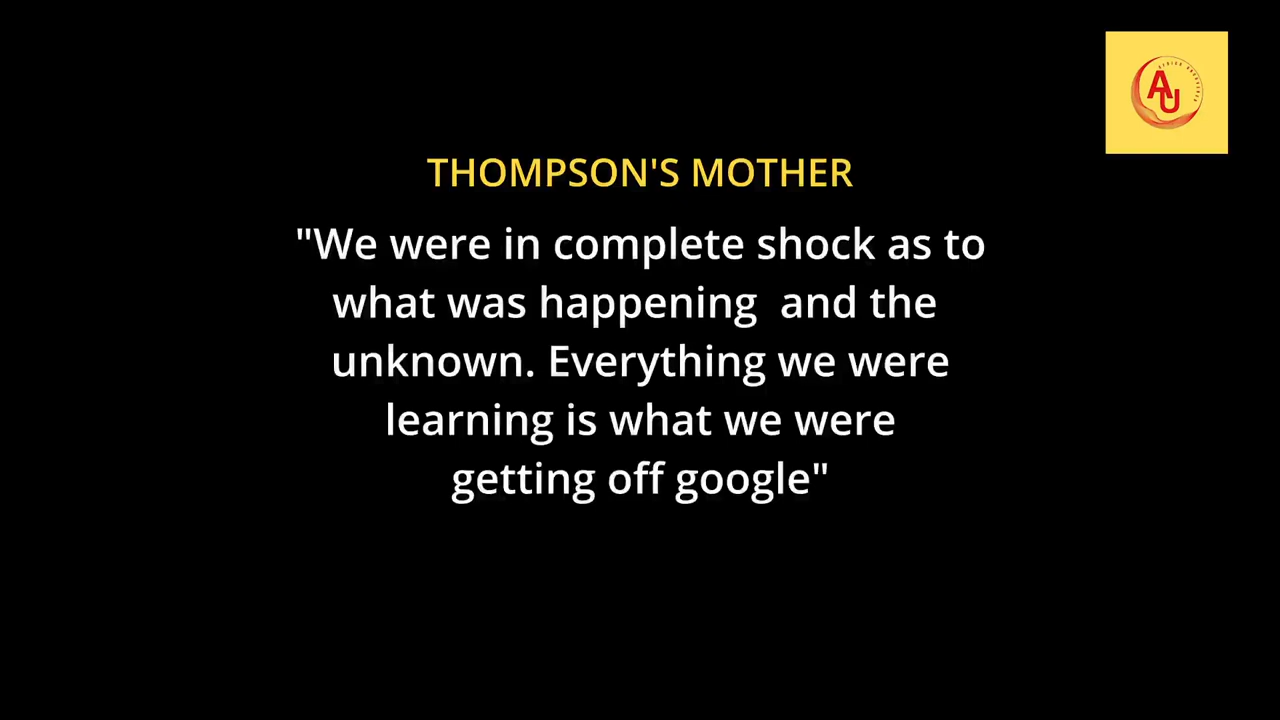 AU
THOMPSON'S MOTHER
"We were in complete shock as to
what was happening  and the
unknown. Everything we were
learning is what we were
getting off google"